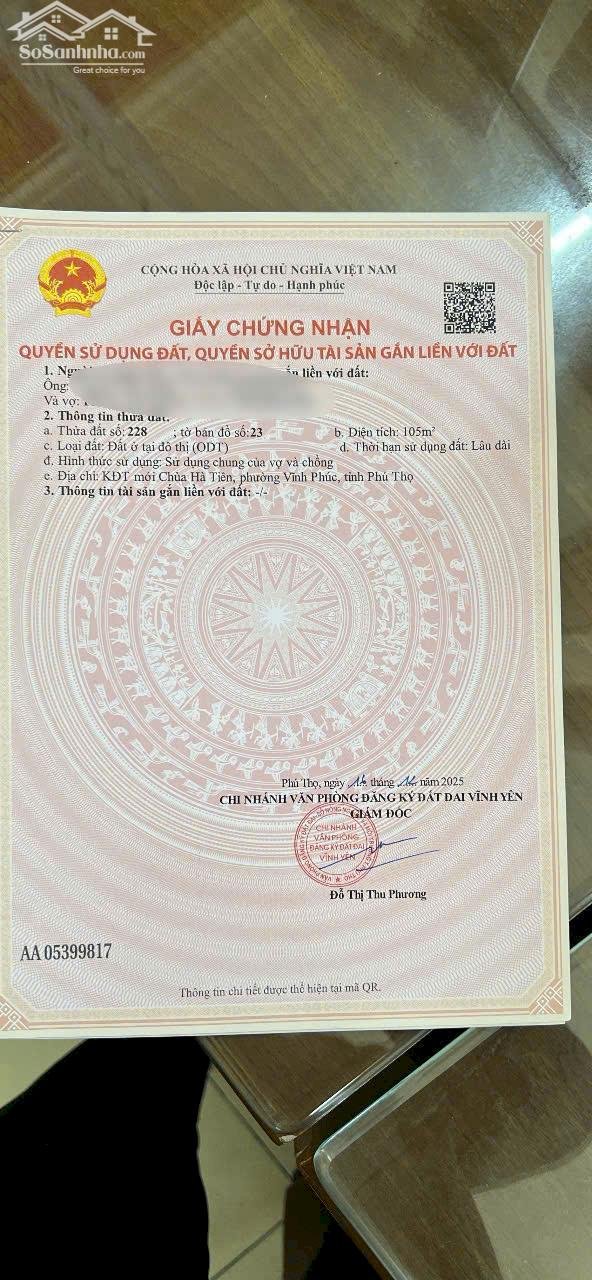 SoSanhnha.com
Great choice for you
CỘNG HÒA XÃ HỘI CHỦ NGHĨA VIỆT NAM
Độc lập - Tự do - Hạnh phúc
GIẤY CHỨNG NHẬN
QUYỀN SỬ DỤNG ĐẤT, QUYỀN SỞ HỮU TÀI SẢN GẮN LIỀN VỚI ĐẤT
1. liền với đất:
Ông:
Và vợ:
2. Thông tin thửa đất:
a. Thửa đất số: 228 ; tờ bản đồ số: 23 b. Diện tích: 105m²
c. Loại đất: Đất ở tại đô thị (ODT) d. Thời hạn sử dụng đất: Lâu dài
đ. Hình thức sử dụng: Sử dụng chung của vợ và chồng
e. Địa chỉ: KĐT mới Chùa Hà Tiên, phường Vĩnh Phúc, tỉnh Phú Thọ
3. Thông tin tài sản gắn liền với đất: -/-
Phú Thọ, ngày tháng năm 2025
CHI NHÁNH VĂN PHÒNG ĐĂNG KÝ ĐẤT ĐAI VĨNH YÊN
GIÁM ĐỐC
CHI NHÁNH
VĂN PHÒNG
ĐĂNG KÝ ĐẤT ĐAI
VĨNH YÊN
Đỗ Thị Thu Phương
AA 05399817
Thông tin chi tiết được thể hiện tại mã QR.